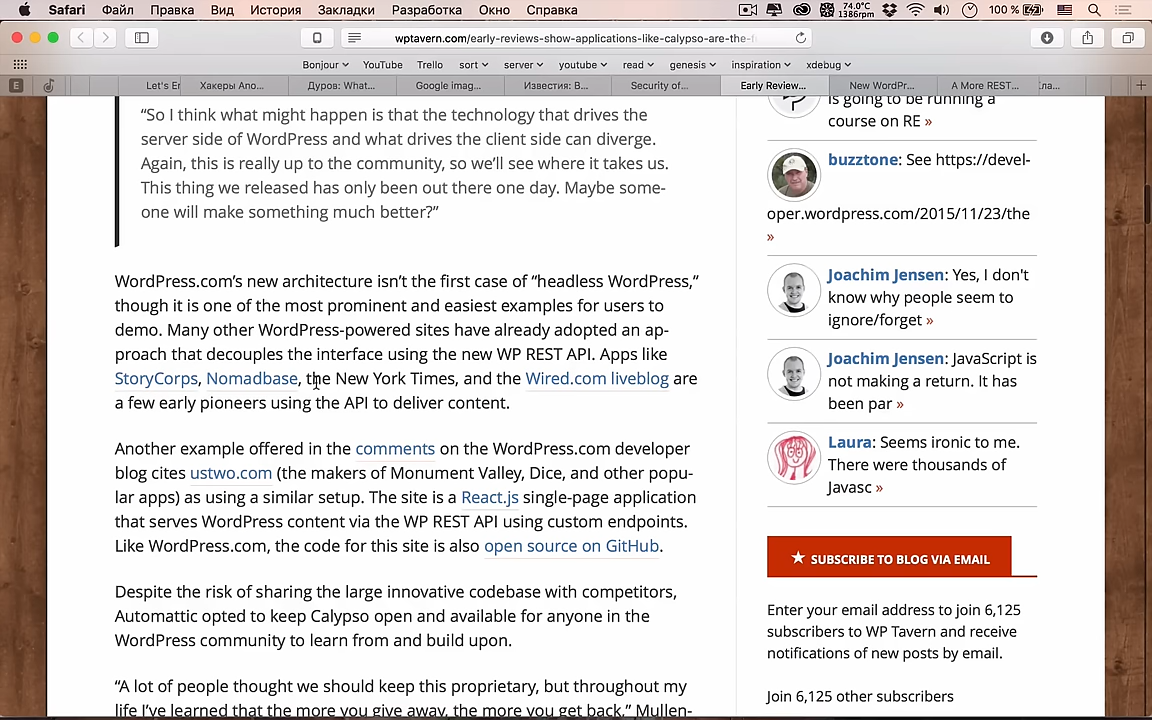 Safari Файл Правка Вид История Закладки Разработка Окно Справка 74.0°C 1386rpm 100 %
wptavern.com/early-reviews-show-applications-like-calypso-are-the-f
Bonjour YouTube Trello sort server youtube read genesis inspiration xdebug
E Let's Er Хакеры Ano... Дуров: "Мат... Google imag... Известия: В... Security of... Early Review... New WordPr... A More REST...
“So I think what might happen is that the technology that drives the
server side of WordPress and what drives the client side can diverge.
Again, this is really up to the community, so we’ll see where it takes us.
This thing we released has only been out there one day. Maybe some-
one will make something much better?”
WordPress.com’s new architecture isn’t the first case of “headless WordPress,“
though it is one of the most prominent and easiest examples for users to
demo. Many other WordPress-powered sites have already adopted an ap-
proach that decouples the interface using the new WP REST API. Apps like
StoryCorps, Nomadbase, the New York Times, and the Wired.com liveblog are
a few early pioneers using the API to deliver content.
Another example offered in the comments on the WordPress.com developer
blog cites ustwo.com (the makers of Monument Valley, Dice, and other popu-
lar apps) as using a similar setup. The site is a React.js single-page application
that serves WordPress content via the WP REST API using custom endpoints.
Like WordPress.com, the code for this site is also open source on GitHub.
Despite the risk of sharing the large innovative codebase with competitors,
Automattic opted to keep Calypso open and available for anyone in the
WordPress community to learn from and build upon.
“A lot of people thought we should keep this proprietary, but throughout my
life I’ve learned that the more you give away, the more you get back,” Mullen-
is going to be running a
course on RE »
buzztone: See https://devel-
oper.wordpress.com/2015/11/23/the
»
Joachim Jensen: Yes, I don't
know why people seem to
ignore/forget »
Joachim Jensen: JavaScript is
not making a return. It has
been par »
Laura: Seems ironic to me.
There were thousands of
Javasc »
★ SUBSCRIBE TO BLOG VIA EMAIL
Enter your email address to join 6,125
subscribers to WP Tavern and receive
notifications of new posts by email.
Join 6,125 other subscribers